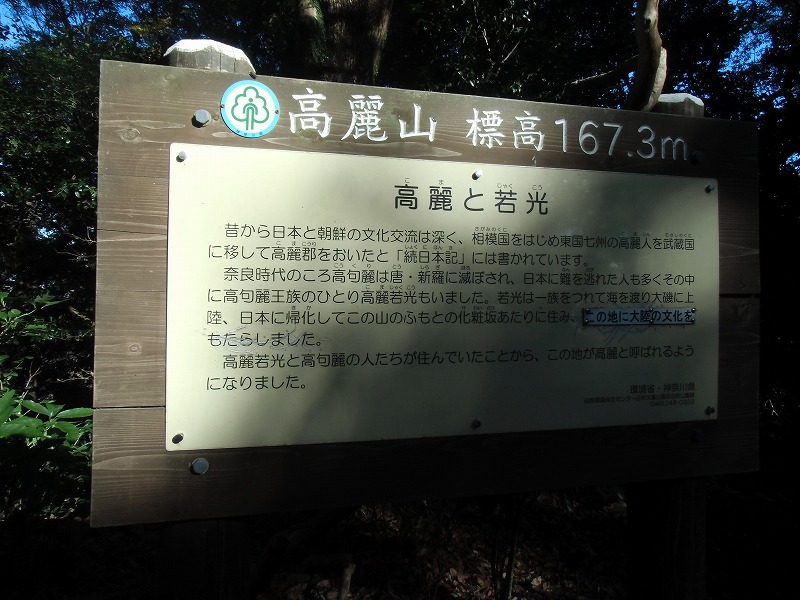 高麗山 標高167.3m
高麗と若光
昔から日本と朝鮮の文化交流は深く、相模国をはじめ東国七州の高麗人を武蔵国
に移して高麗郡をおいたと「続日本記」には書かれています。
奈良時代のころ高句麗は唐・新羅に滅ぼされ、日本に難を逃れた人も多くその中
に高句麗王族のひとり高麗若光もいました。若光は一族をつれて海を渡り大磯に上
陸、日本に帰化してこの山のふもとの化粧坂あたりに住み、この地に大陸の文化を
もたらしました。
高麗若光と高句麗の人たちが住んでいたことから、この地が高麗と呼ばれるよう
になりました。
環境省・神奈川県